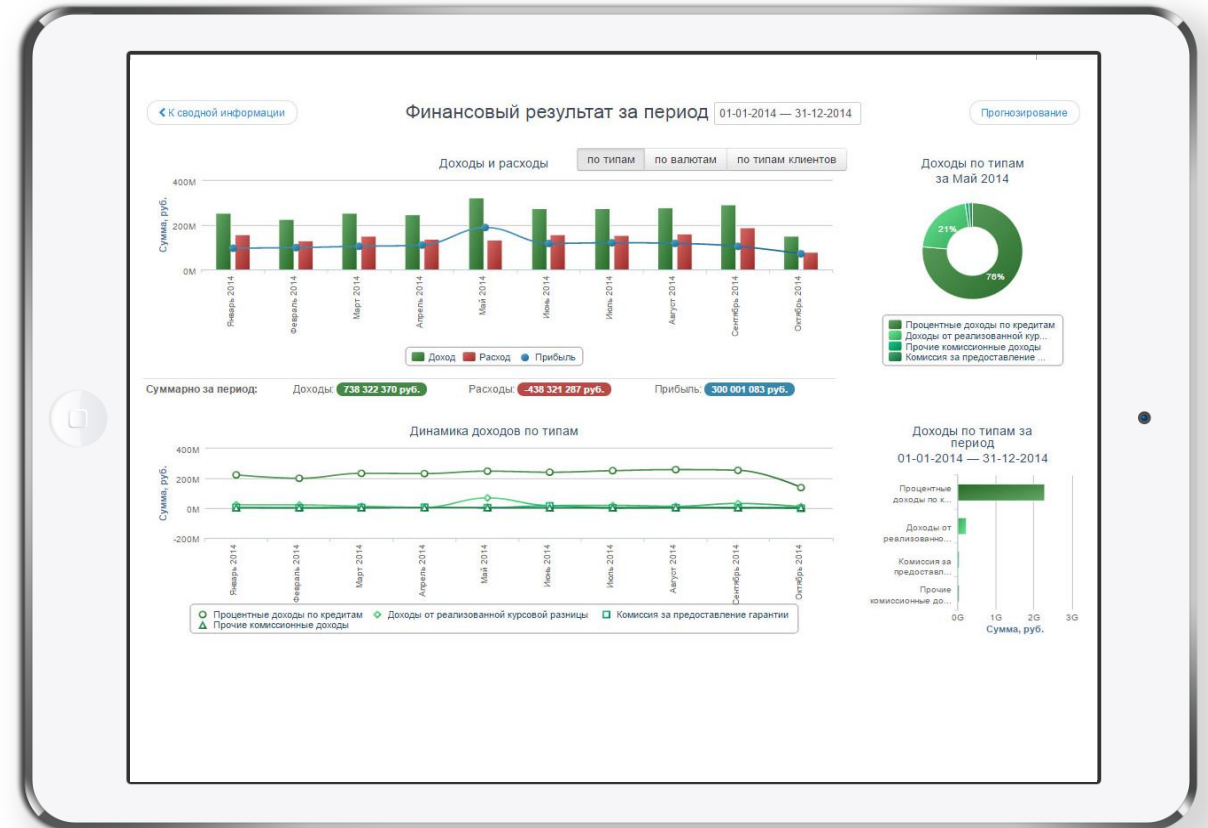 К сводной информации
Финансовый результат за период 01-01-2014 — 31-12-2014
Прогнозирование
Доходы и расходы
по типам по валютам по типам клиентов
400M
200M
0M
Сумма, руб.
Январь 2014
Февраль 2014
Март 2014
Апрель 2014
Май 2014
Июнь 2014
Июль 2014
Август 2014
Сентябрь 2014
Октябрь 2014
Доход Расход Прибыль
Доходы по типам
за Май 2014
21%
76%
Процентные доходы по кредитам
Доходы от реализованной кур...
Прочие комиссионные доходы
Комиссия за предоставление ...
Суммарно за период: Доходы: 738 322 370 руб. Расходы: -438 321 287 руб. Прибыль: 300 001 083 руб.
Динамика доходов по типам
400M
200M
0M
-200M
Сумма, руб.
Январь 2014
Февраль 2014
Март 2014
Апрель 2014
Май 2014
Июнь 2014
Июль 2014
Август 2014
Сентябрь 2014
Октябрь 2014
Процентные доходы по кредитам Доходы от реализованной курсовой разницы Комиссия за предоставление гарантии
Прочие комиссионные доходы
Доходы по типам за
период
01-01-2014 — 31-12-2014
Процентные
доходы по к...
Доходы от
реализованно...
Комиссия за
предоставл...
Прочие
комиссионные до...
0G 1G 2G 3G
Сумма, руб.